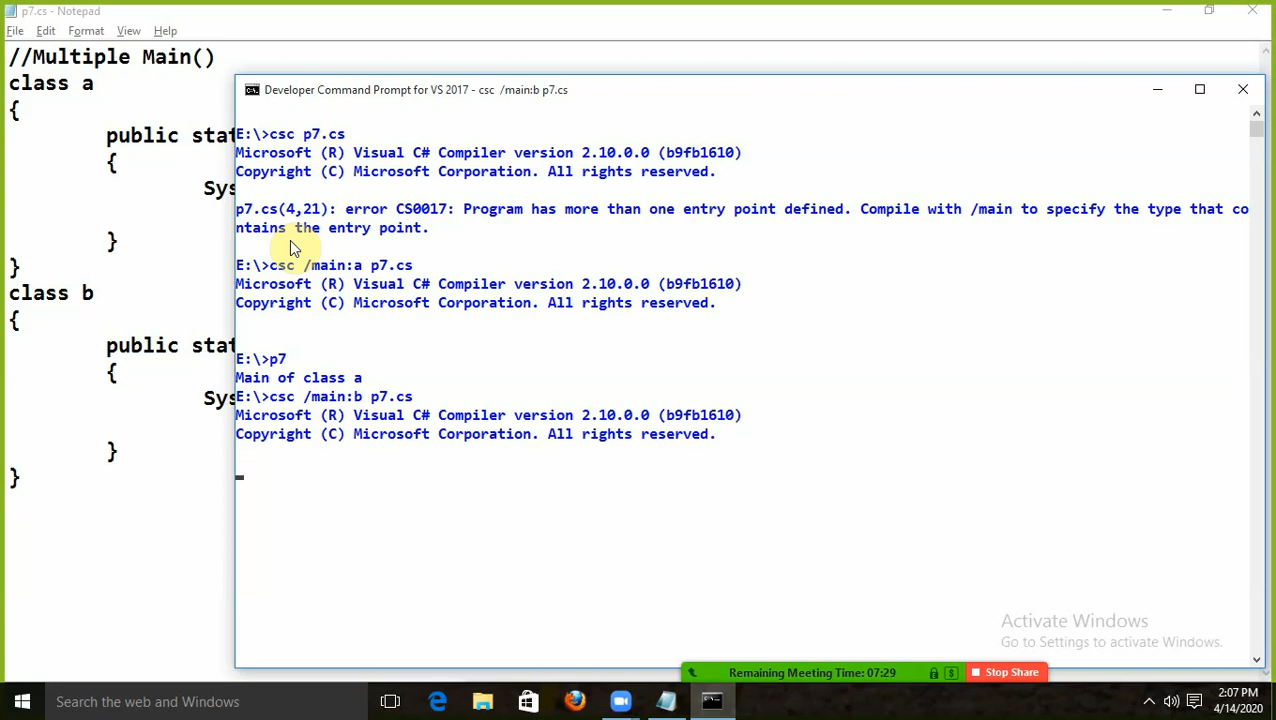 p7.cs - Notepad
File Edit Format View Help
//Multiple Main()
class a
{
public stat
{
Sys
}
}
class b
{
public stat
{
Sys
}
}
Developer Command Prompt for VS 2017 - csc /main:b p7.cs
E:\>csc p7.cs
Microsoft (R) Visual C# Compiler version 2.10.0.0 (b9fb1610)
Copyright (C) Microsoft Corporation. All rights reserved.
p7.cs(4,21): error CS0017: Program has more than one entry point defined. Compile with /main to specify the type that co
ntains the entry point.
E:\>csc /main:a p7.cs
Microsoft (R) Visual C# Compiler version 2.10.0.0 (b9fb1610)
Copyright (C) Microsoft Corporation. All rights reserved.
E:\>p7
Main of class a
E:\>csc /main:b p7.cs
Microsoft (R) Visual C# Compiler version 2.10.0.0 (b9fb1610)
Copyright (C) Microsoft Corporation. All rights reserved.
Activate Windows
Go to Settings to activate Windows.
Remaining Meeting Time: 07:29
Stop Share
Search the web and Windows
2:07 PM
4/14/2020